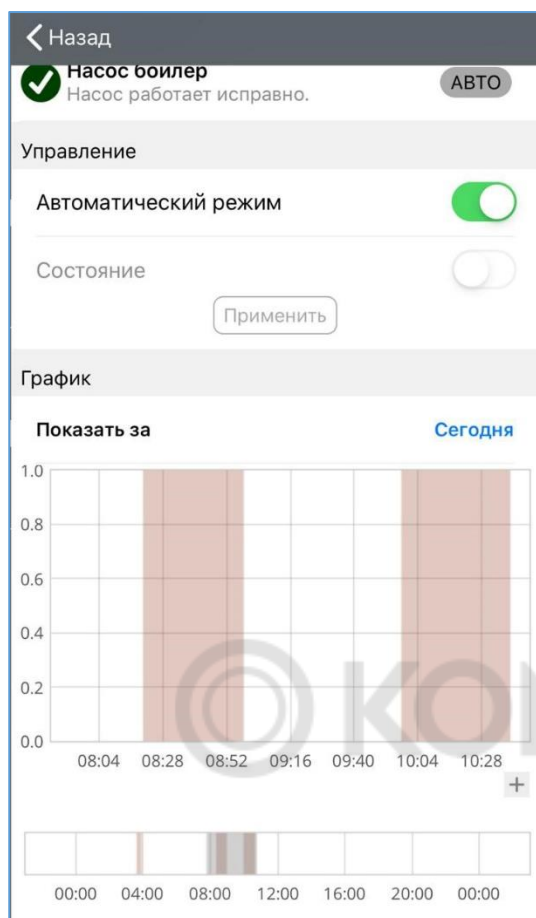 Назад
Насос бойлер
Насос работает исправно.
АВТО
Управление
Автоматический режим
Состояние
Применить
График
Показать за
Сегодня
1.0
0.8
0.6
0.4
0.2
0.0
08:04 08:28 08:52 09:16 09:40 10:04 10:28
+
00:00 04:00 08:00 12:00 16:00 20:00 00:00